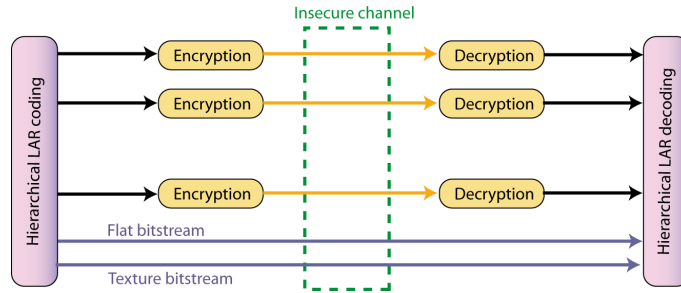 Insecure channel
Hierarchical LAR coding
Encryption
Decryption
Encryption
Decryption
Encryption
Decryption
Flat bitstream
Texture bitstream
Hierarchical LAR decoding